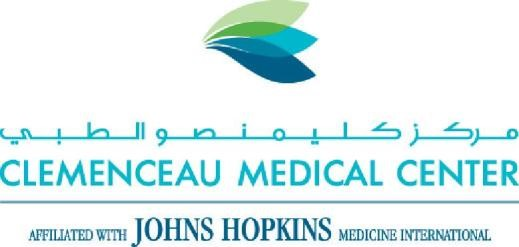 مركز كليمنصو الطبي
CLEMENCEAU MEDICAL CENTER
AFFILIATED WITH JOHNS HOPKINS MEDICINE INTERNATIONAL